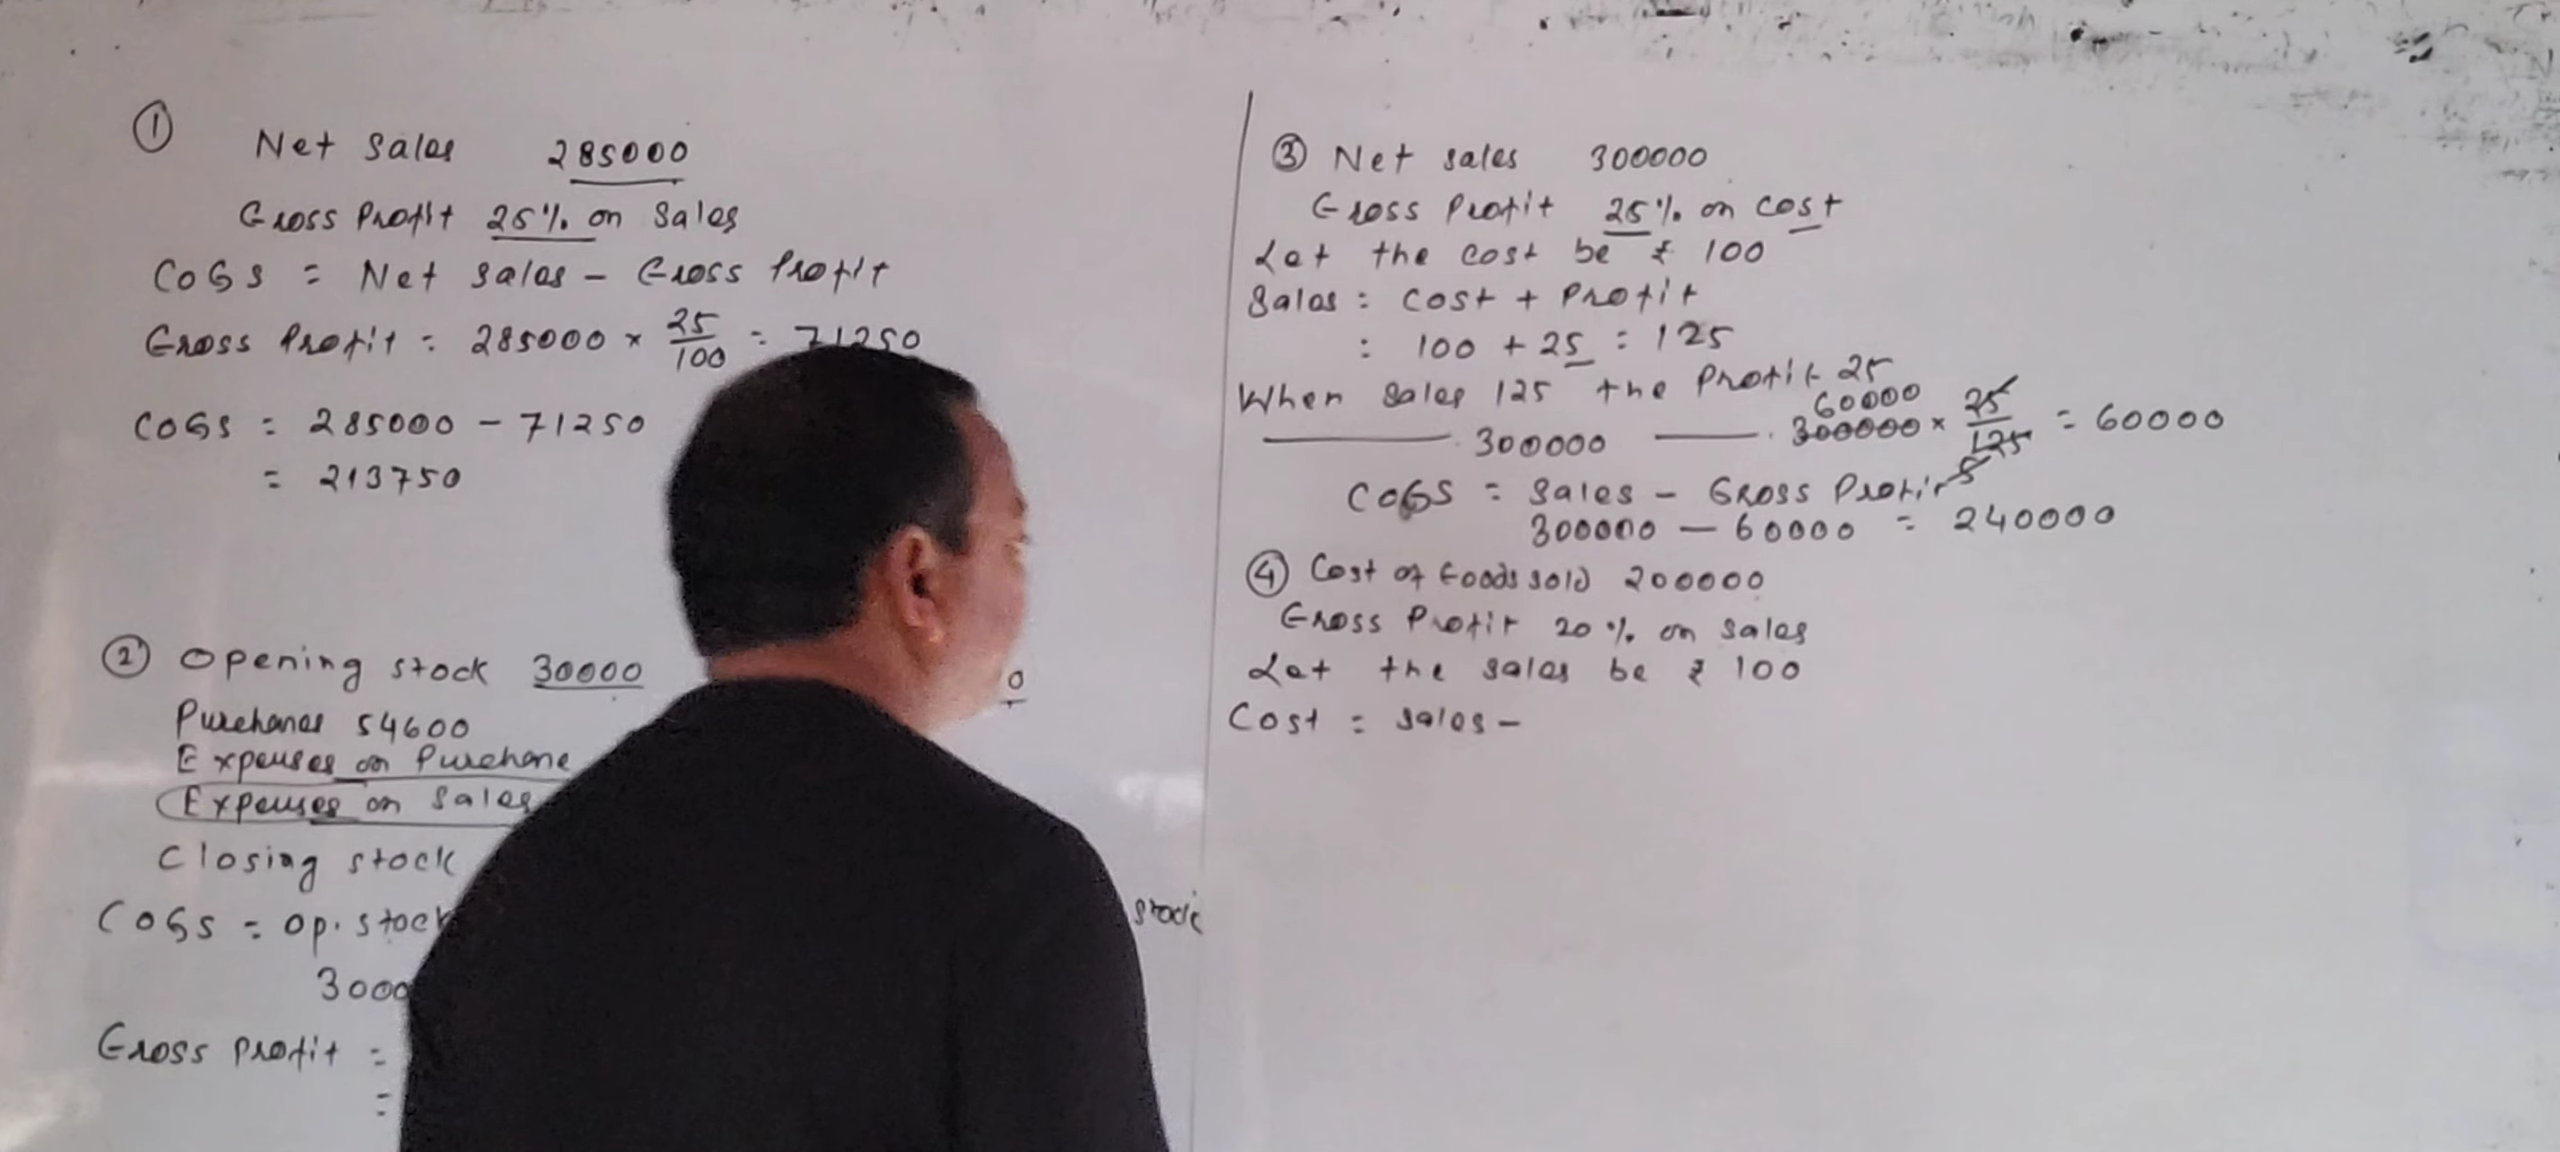 ①
Net Sales 285000
Gross Profit 25% on Sales
COGS = Net Sales - Gross Profit
Gross Profit = 285000 × 25/100 = 71250
COGS = 285000 - 71250
= 213750
② Opening stock 30000
0
Purchases 54600
Expenses on Purchase
Expenses on Sales
Closing stock
COGS = Op. stock
stock
3000
Gross Profit =
=
③ Net Sales 300000
Gross Profit 25% on cost
Let the cost be ₹ 100
Sales = cost + Profit
= 100 + 25 = 125
When Sales 125 the Profit 25
60000
300000 300000 × 25/125 = 60000
5
COGS = Sales - Gross Profit
300000 - 60000 = 240000
④ Cost of Goods sold 200000
Gross Profit 20% on Sales
Let the Sales be ₹ 100
Cost = Sales -